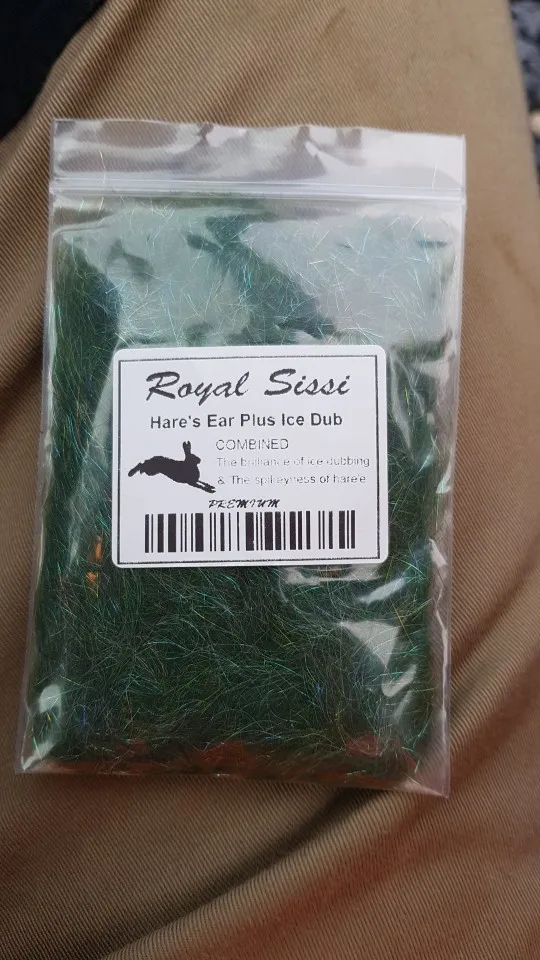 Royal Sissi
Hare's Ear Plus Ice Dub
COMBINED
The brilliance of ice dubbing
& The spikeyness of hare'e
PREMIUM